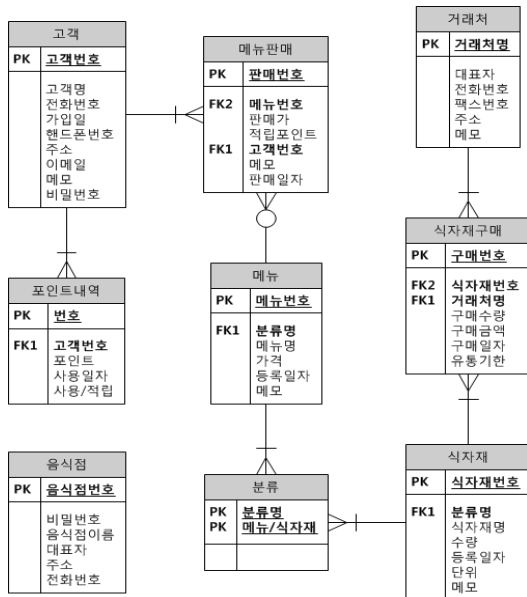 고객
PK 고객번호
고객명
전화번호
가입일
핸드폰번호
주소
이메일
메모
비밀번호
메뉴판매
PK 판매번호
FK2 메뉴번호
판매가
적립포인트
FK1 고객번호
메모
판매일자
거래처
PK 거래처명
대표자
전화번호
팩스번호
주소
메모
포인트내역
PK 번호
FK1 고객번호
포인트
사용일자
사용/적립
메뉴
PK 메뉴번호
FK1 분류명
메뉴명
가격
등록일자
메모
식자재구매
PK 구매번호
FK2 식자재번호
FK1 거래처명
구매수량
구매금액
구매일자
유통기한
음식점
PK 음식점번호
비밀번호
음식점이름
대표자
주소
전화번호
분류
PK 분류명
PK 메뉴/식자재
식자재
PK 식자재번호
FK1 분류명
식자재명
수량
등록일자
단위
메모